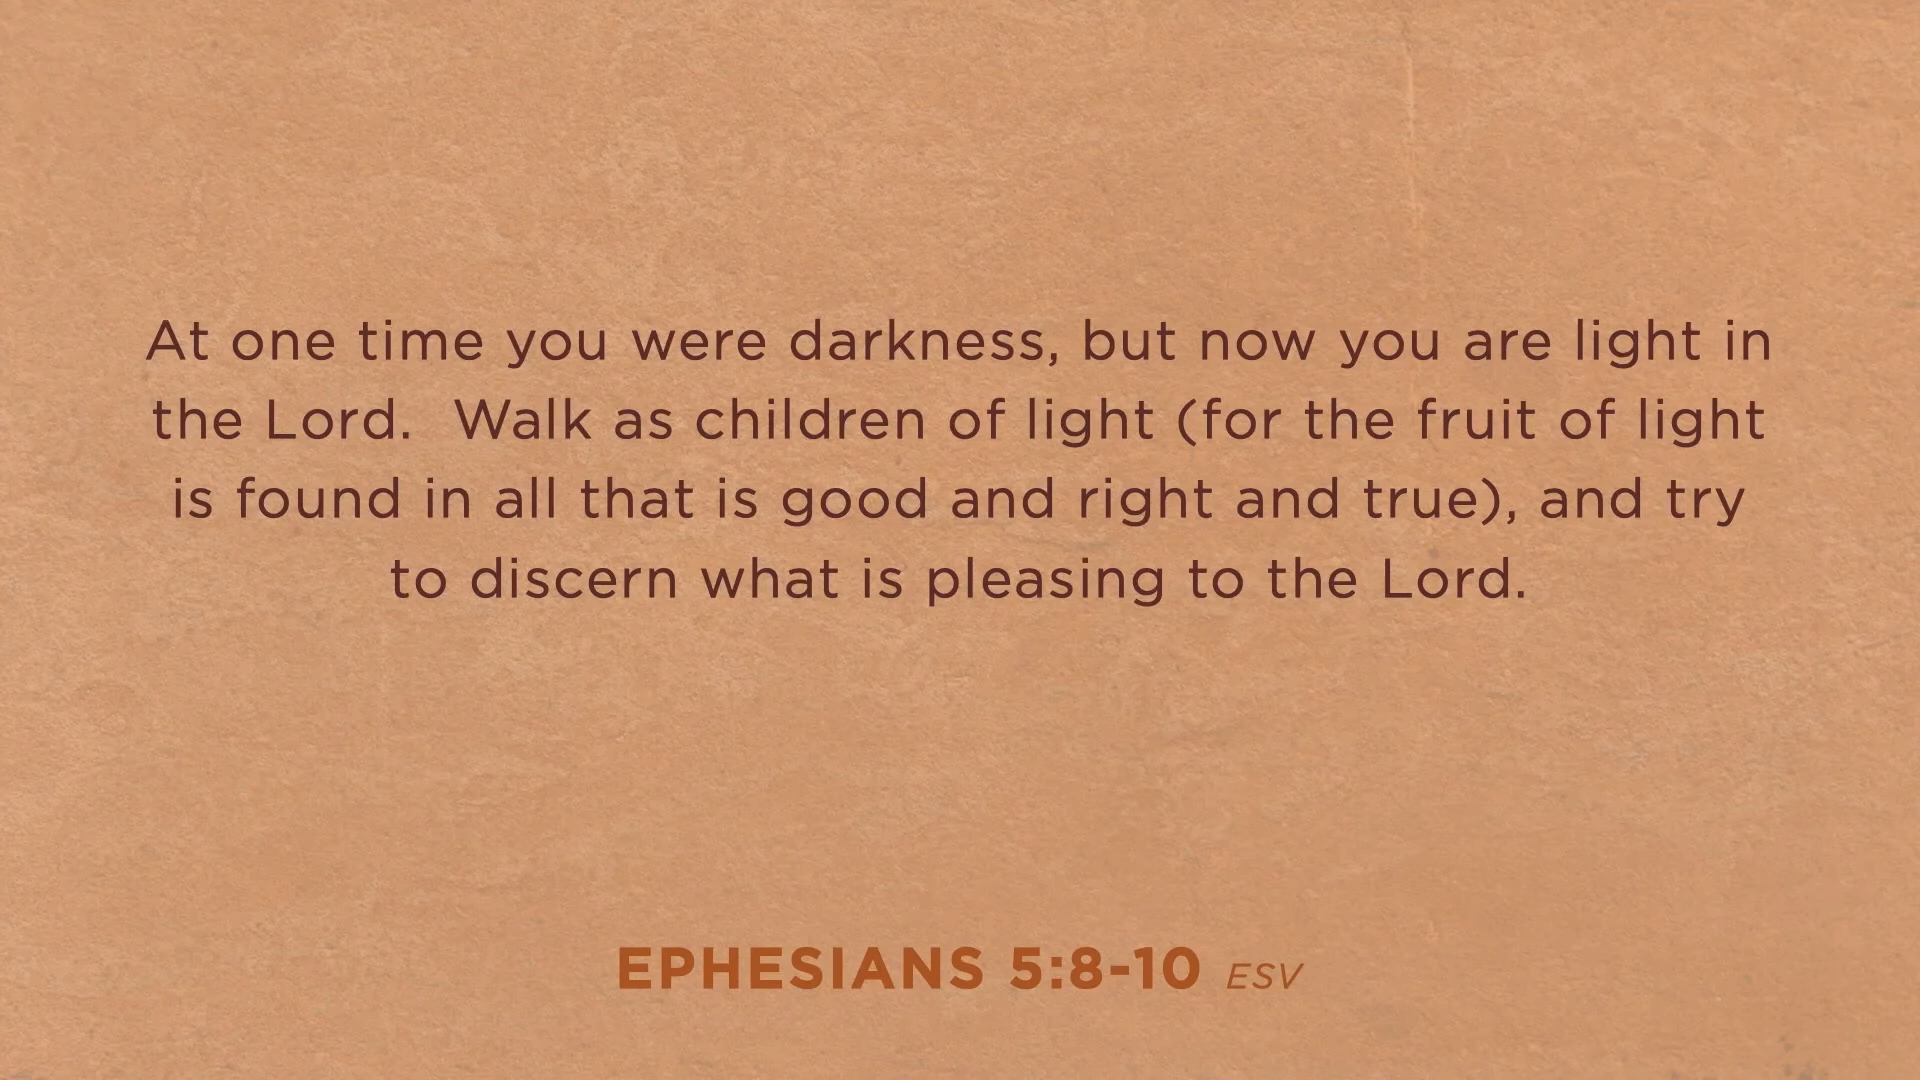 At one time you were darkness, but now you are light in
the Lord.  Walk as children of light (for the fruit of light
is found in all that is good and right and true), and try
to discern what is pleasing to the Lord.
EPHESIANS 5:8-10 ESV